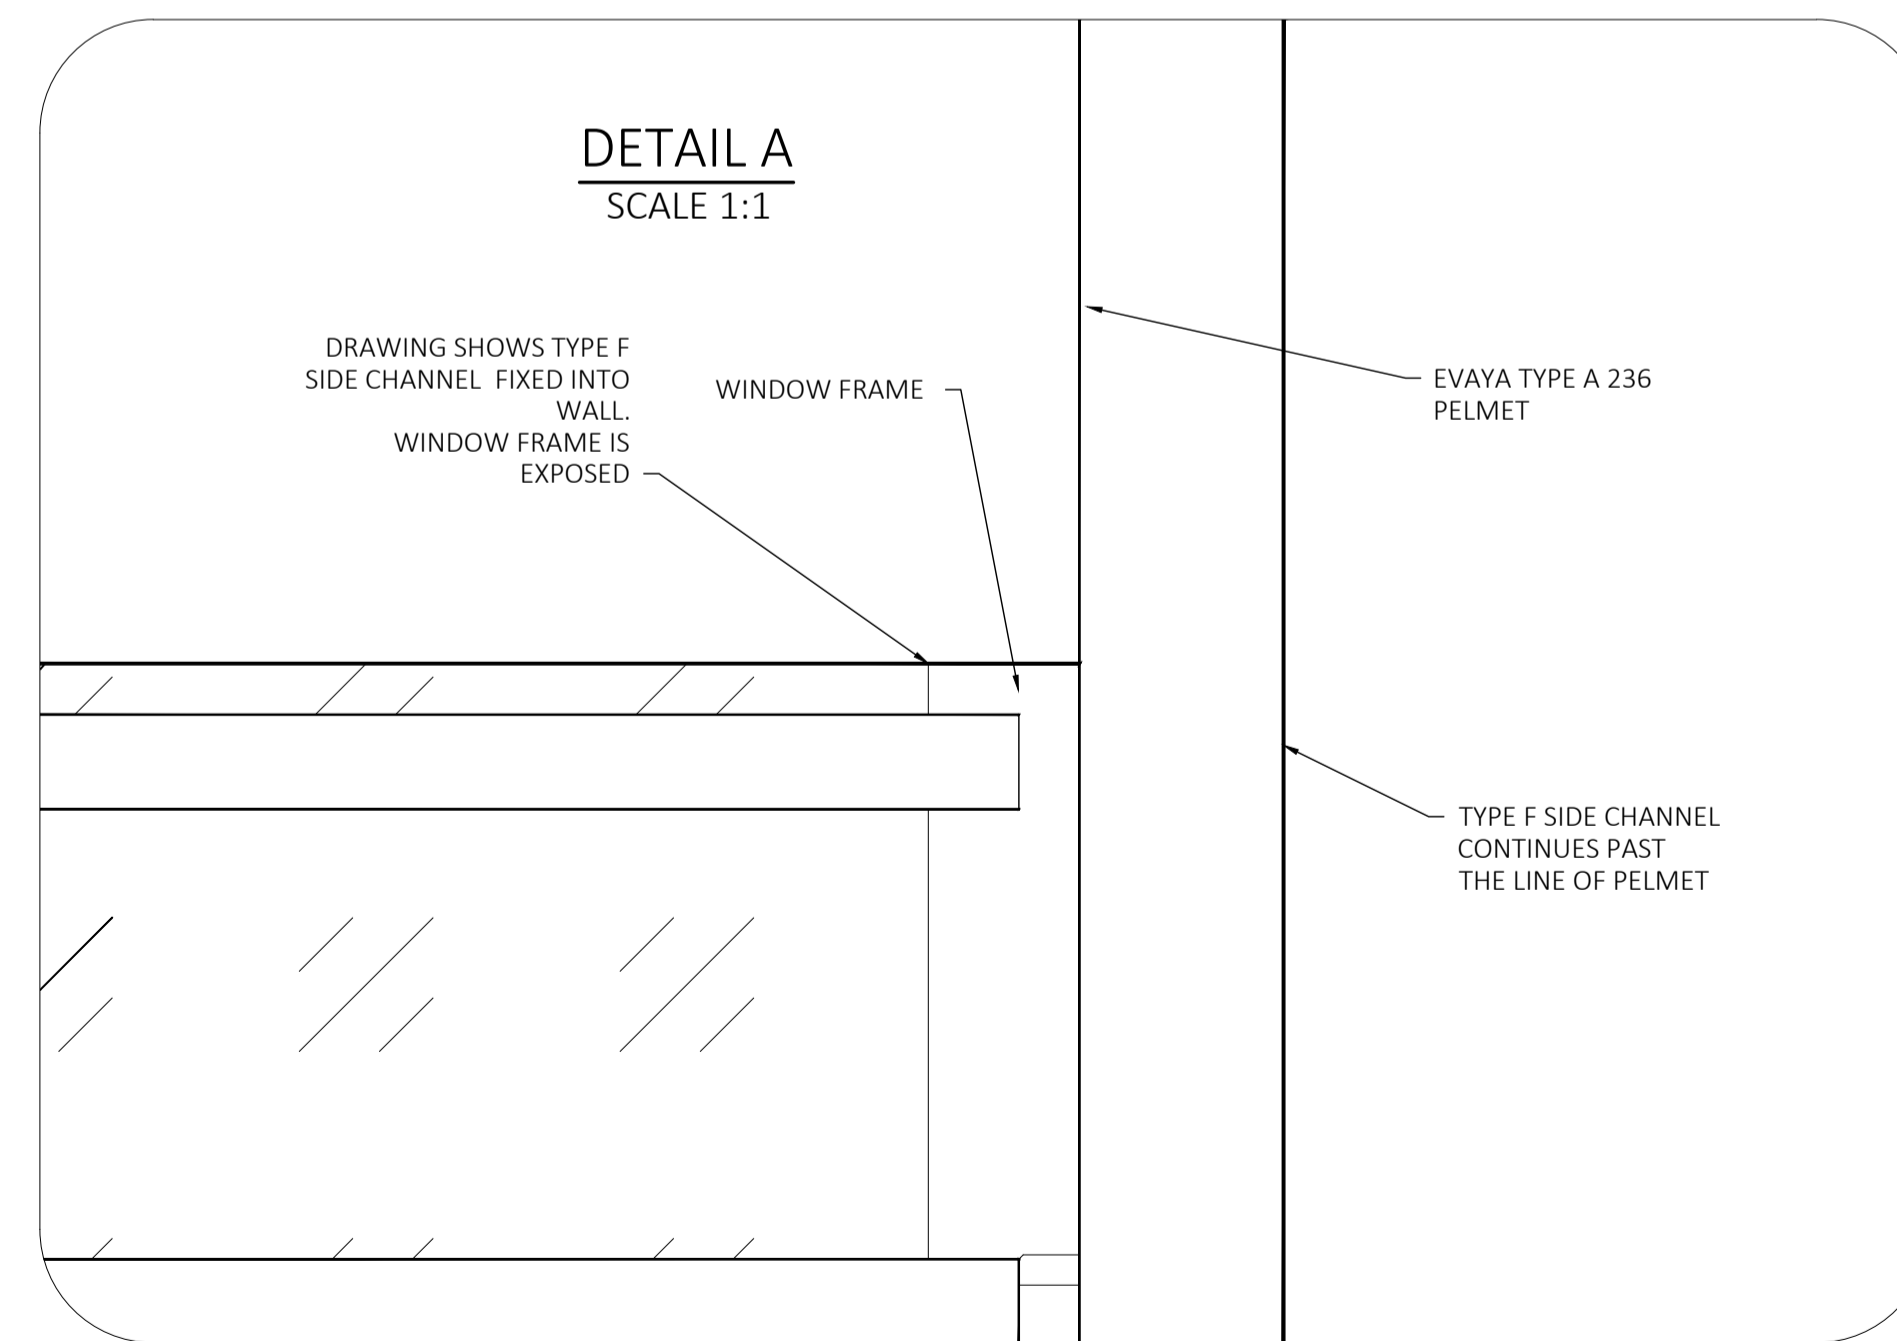 DETAIL A
SCALE 1:1
DRAWING SHOWS TYPE F
SIDE CHANNEL  FIXED INTO
WALL.
WINDOW FRAME IS
EXPOSED
WINDOW FRAME
EVAYA TYPE A 236
PELMET
TYPE F SIDE CHANNEL
CONTINUES PAST
THE LINE OF PELMET